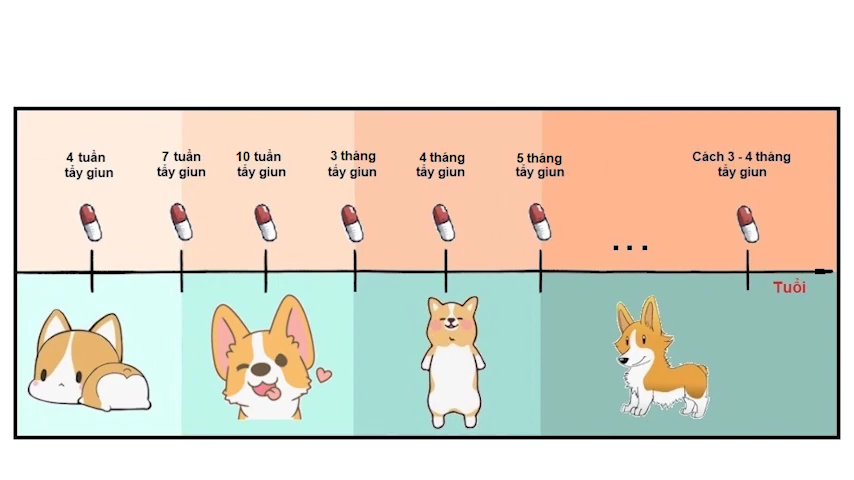 4 tuần
tẩy giun
7 tuần
tẩy giun
10 tuần
tẩy giun
3 tháng
tẩy giun
4 tháng
tẩy giun
5 tháng
tẩy giun
...
Cách 3 - 4 tháng
tẩy giun
Tuổi